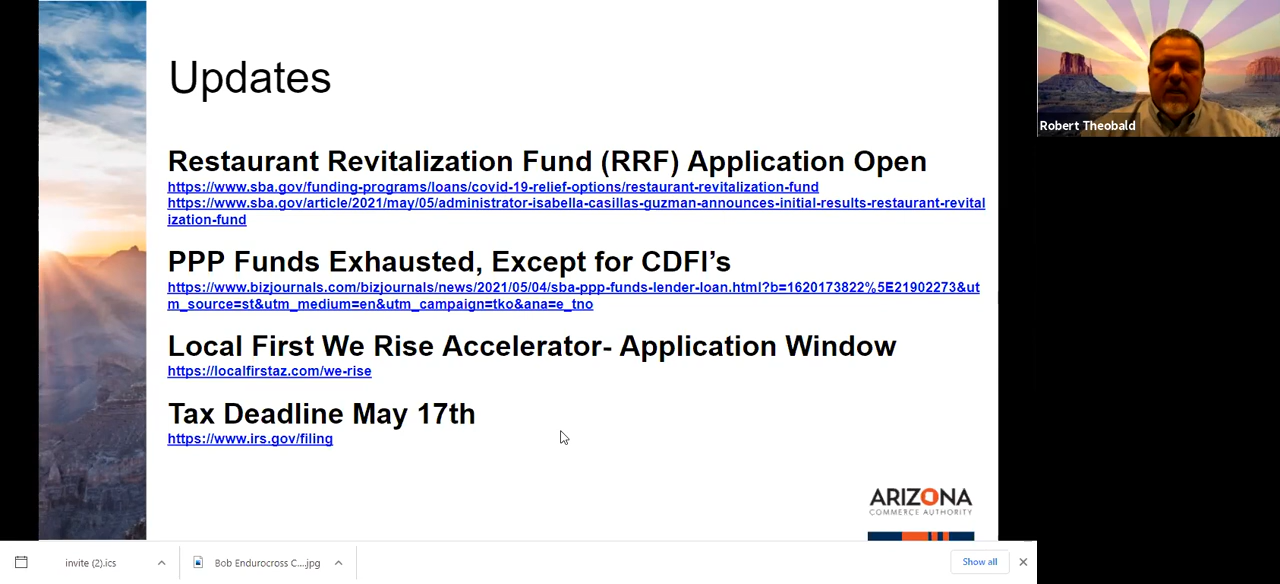 Updates
Restaurant Revitalization Fund (RRF) Application Open
https://www.sba.gov/funding-programs/loans/covid-19-relief-options/restaurant-revitalization-fund
https://www.sba.gov/article/2021/may/05/administrator-isabella-casillas-guzman-announces-initial-results-restaurant-revital
ization-fund
PPP Funds Exhausted, Except for CDFI’s
https://www.bizjournals.com/bizjournals/news/2021/05/04/sba-ppp-funds-lender-loan.html?b=1620173822%5E21902273&ut
m_source=st&utm_medium=en&utm_campaign=tko&ana=e_tno
Local First We Rise Accelerator- Application Window
https://localfirstaz.com/we-rise
Tax Deadline May 17th
https://www.irs.gov/filing
ARIZONA
COMMERCE AUTHORITY
Robert Theobald
invite (2).ics
Bob Endurocross C....jpg
Show all